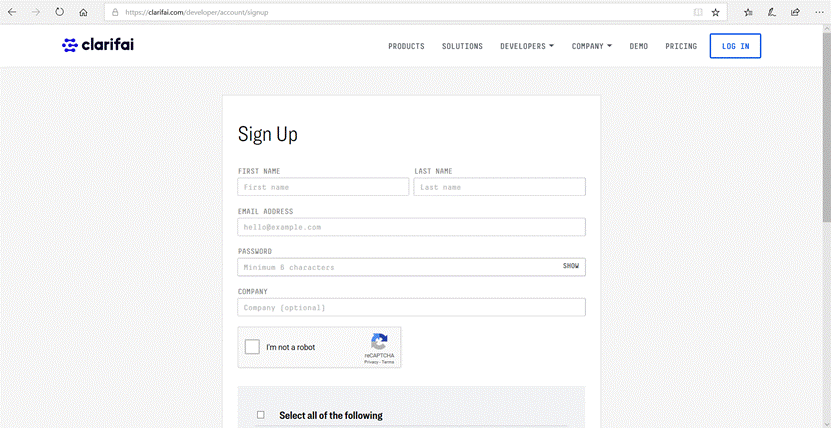 https://clarifai.com/developer/account/signup
clarifai
PRODUCTS SOLUTIONS DEVELOPERS COMPANY DEMO PRICING LOG IN
Sign Up
FIRST NAME LAST NAME
First name Last name
EMAIL ADDRESS
hello@example.com
PASSWORD
Minimum 6 characters SHOW
COMPANY
Company (optional)
I'm not a robot
reCAPTCHA
Privacy - Terms
Select all of the following